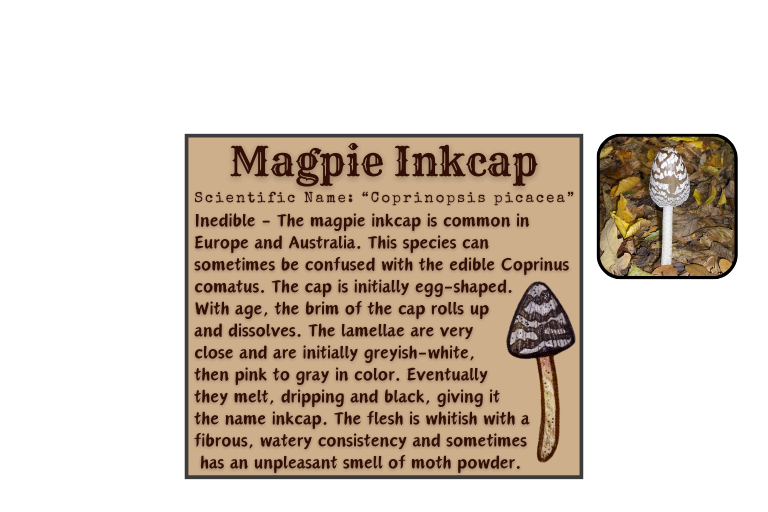 Magpie Inkcap
Scientific Name: “Coprinopsis picacea”
Inedible - The magpie inkcap is common in
Europe and Australia. This species can
sometimes be confused with the edible Coprinus
comatus. The cap is initially egg-shaped.
With age, the brim of the cap rolls up
and dissolves. The lamellae are very
close and are initially greyish-white,
then pink to gray in color. Eventually
they melt, dripping and black, giving it
the name inkcap. The flesh is whitish with a
fibrous, watery consistency and sometimes
has an unpleasant smell of moth powder.